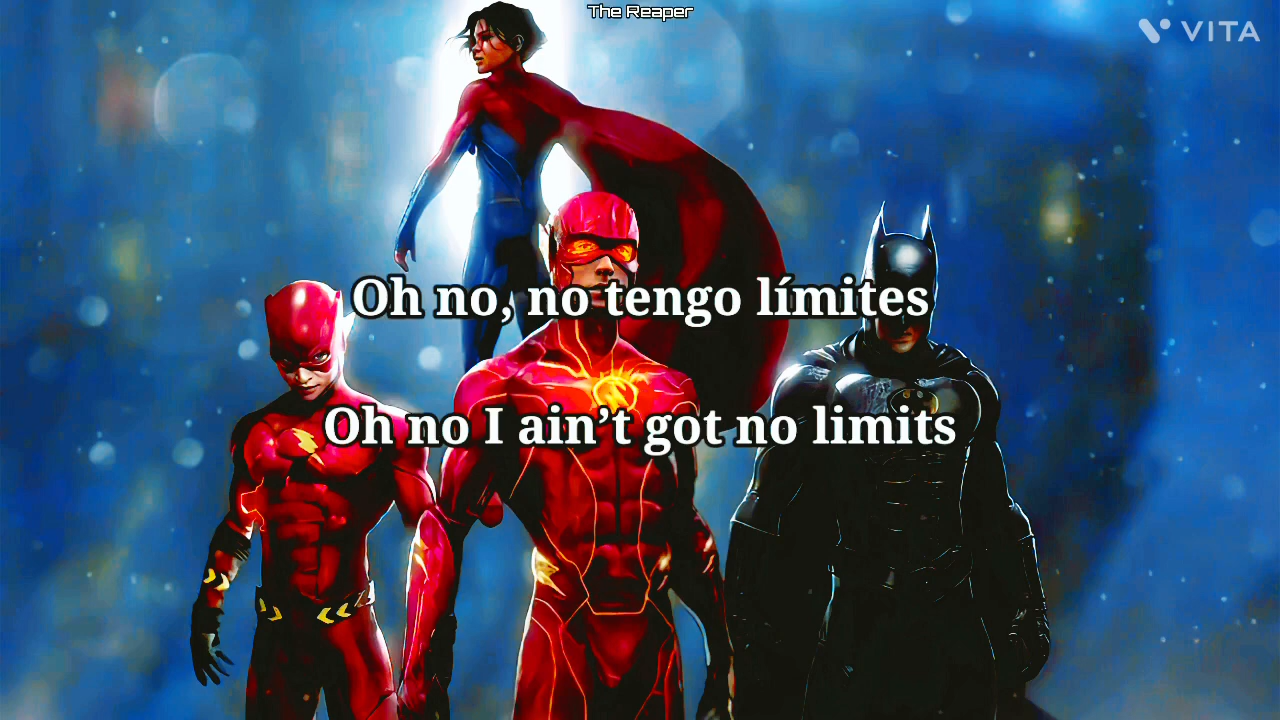 The Reaper
VITA
Oh no, no tengo límites
Oh no I ain’t got no limits